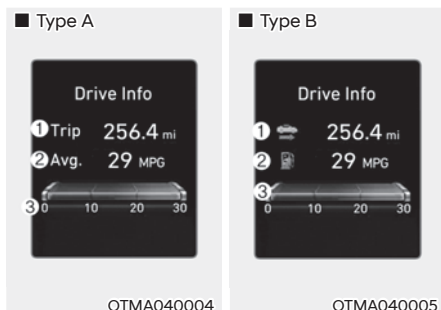 ■ Type A
Drive Info
① Trip 256.4 mi
② Avg. 29 MPG
③
0 10 20 30
OTMA040004
■ Type B
Drive Info
① 256.4 mi
② 29 MPG
③
0 10 20 30
OTMA040005